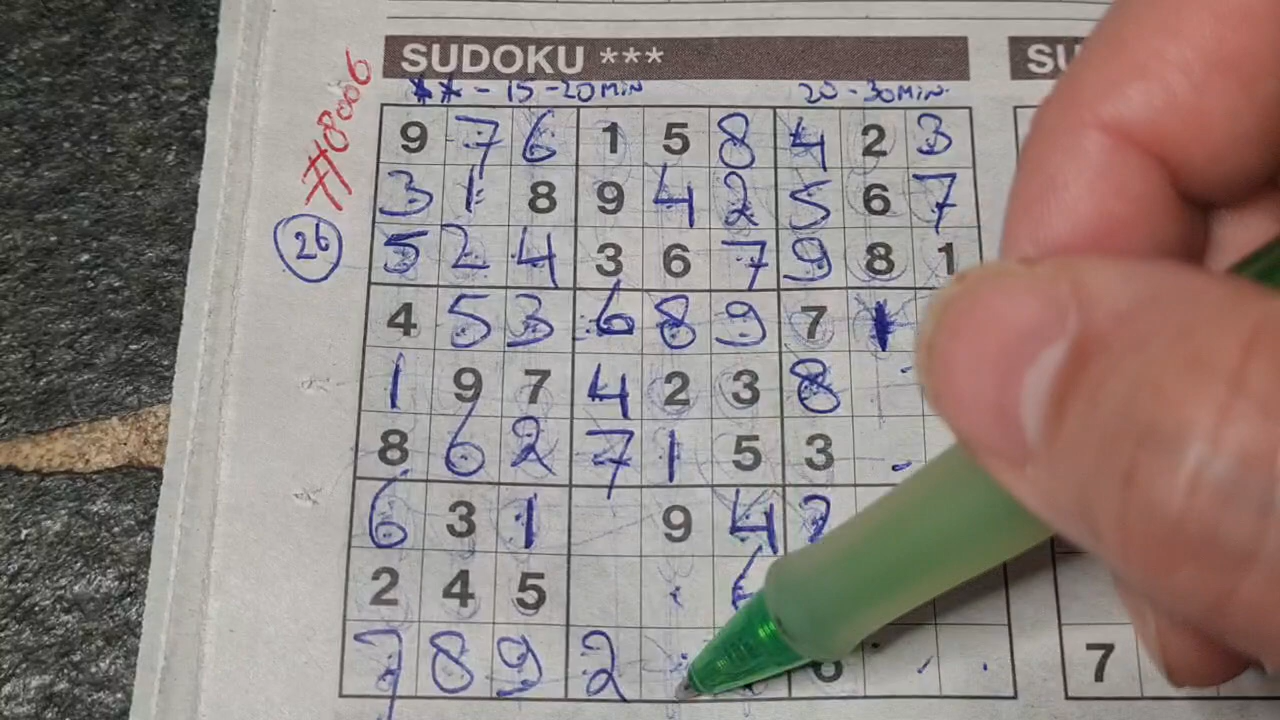 SUDOKU *** SU
** - 15 - 20 MIN 20 - 30 MIN.
#8006
26
9 7 6 1 5 8 4 2 3
3 1 8 9 4 2 5 6 7
5 2 4 3 6 7 9 8 1
4 5 3 6 8 9 7 1
1 9 7 4 2 3 8
8 6 2 7 1 5 3
6 3 1 9 4 2
2 4 5
7 8 9 2 7